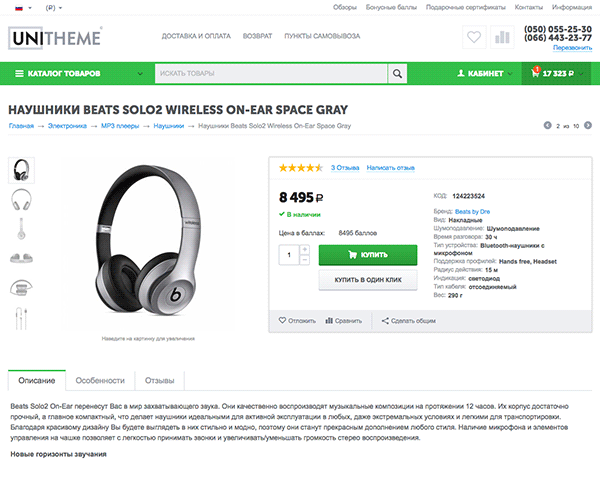 (₽)
Обзоры Бонусные баллы Подарочные сертификаты Контакты Информация
UNITHEME
ДОСТАВКА И ОПЛАТА ВОЗВРАТ ПУНКТЫ САМОВЫВОЗА
(050) 055-25-30
(066) 443-23-77
Перезвонить
КАТАЛОГ ТОВАРОВ ИСКАТЬ ТОВАРЫ КАБИНЕТ 1 17 323 ₽
НАУШНИКИ BEATS SOLO2 WIRELESS ON-EAR SPACE GRAY
Главная → Электроника → MP3 плееры → Наушники → Наушники Beats Solo2 Wireless On-Ear Space Gray
2 из 10
3 Отзыва Написать отзыв
8 495 ₽
В наличии
Цена в баллах: 8495 баллов
1 + −
КУПИТЬ
КУПИТЬ В ОДИН КЛИК
КОД: 124223524
Бренд: Beats by Dre
Вид: Накладные
Шумоподавление: Шумоподавление
Время разговора: 30 ч
Тип устройства: Bluetooth-наушники с
микрофоном
Поддержка профилей: Hands free, Headset
Радиус действия: 15 м
Индикация: светодиод
Тип кабеля: отсоединяемый
Вес: 290 г
Отложить Сравнить Сделать общим
wireless
b
Наведите на картинку для увеличения
Описание Особенности Отзывы
Beats Solo2 On-Ear перенесут Вас в мир захватывающего звука. Они качественно воспроизводят музыкальные композиции на протяжении 12 часов. Их корпус достаточно
прочный, а главное компактный, что делает наушники идеальными для активной эксплуатации в любых, даже экстремальных условиях и легкими для транспортировки.
Благодаря красивому дизайну Вы будете выглядеть в них стильно и модно, поэтому они станут прекрасным дополнением любого стиля. Наличие микрофона и элементов
управления на чашке позволяет с легкостью принимать звонки и увеличивать/уменьшать громкость стерео воспроизведения.
Новые горизонты звучания